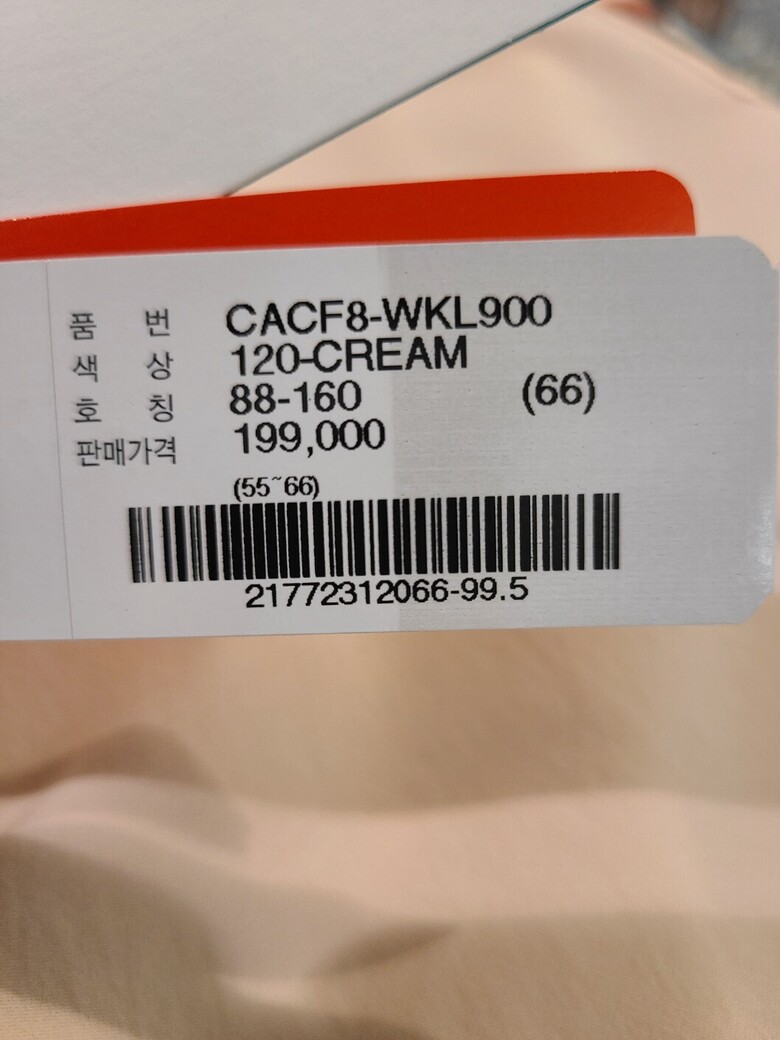 품 번 CACF8-WKL900
색 상 120-CREAM
호 칭 88-160 (66)
판매가격 199,000
(55~66)
21772312066-99.5